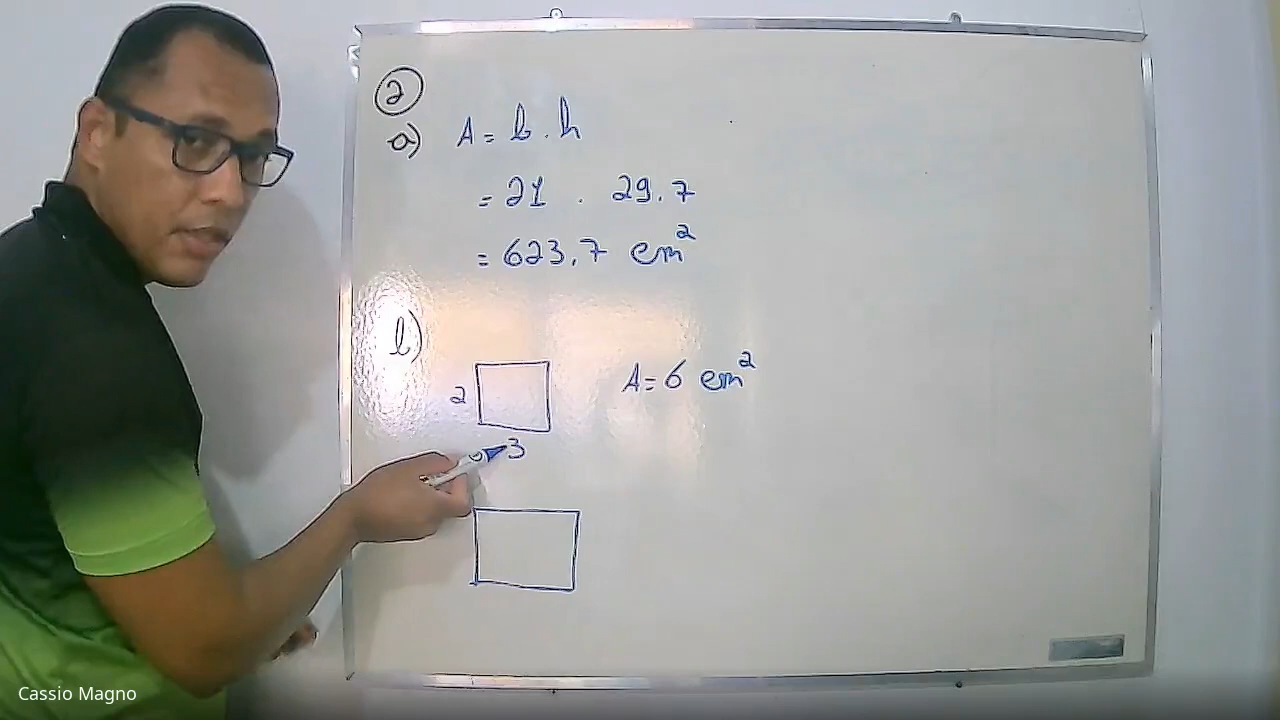 2
a) A = b . h
= 21 . 29.7
= 623,7 cm²
b)
2
A = 6 cm²
3
Cassio Magno